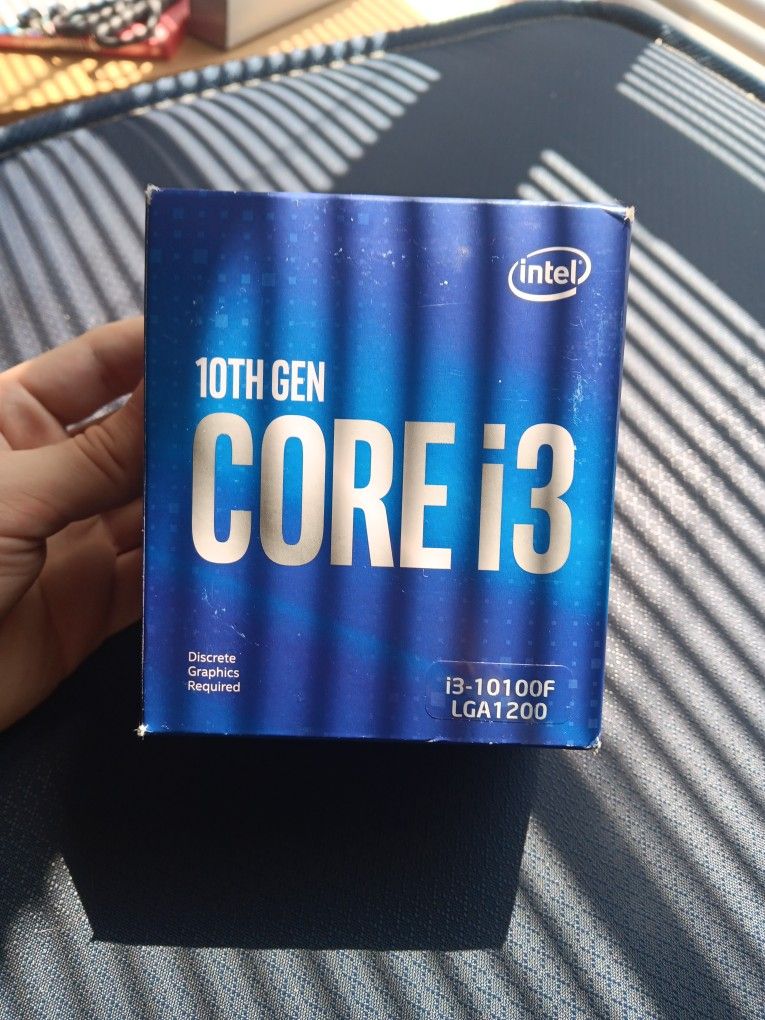 intel
10TH GEN
CORE i3
Discrete
Graphics
Required
i3-10100F
LGA1200